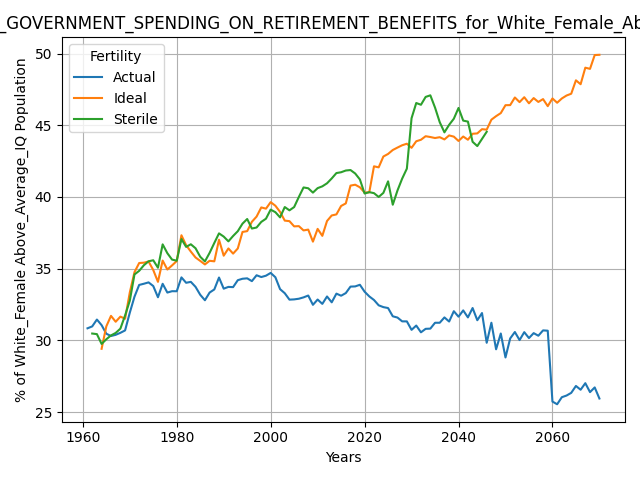 _GOVERNMENT_SPENDING_ON_RETIREMENT_BENEFITS_for_White_Female_Ab
% of White_Female Above_Average_IQ Population
50
45
40
35
30
25
Fertility
Actual
Ideal
Sterile
1960
1980
2000
2020
2040
2060
Years